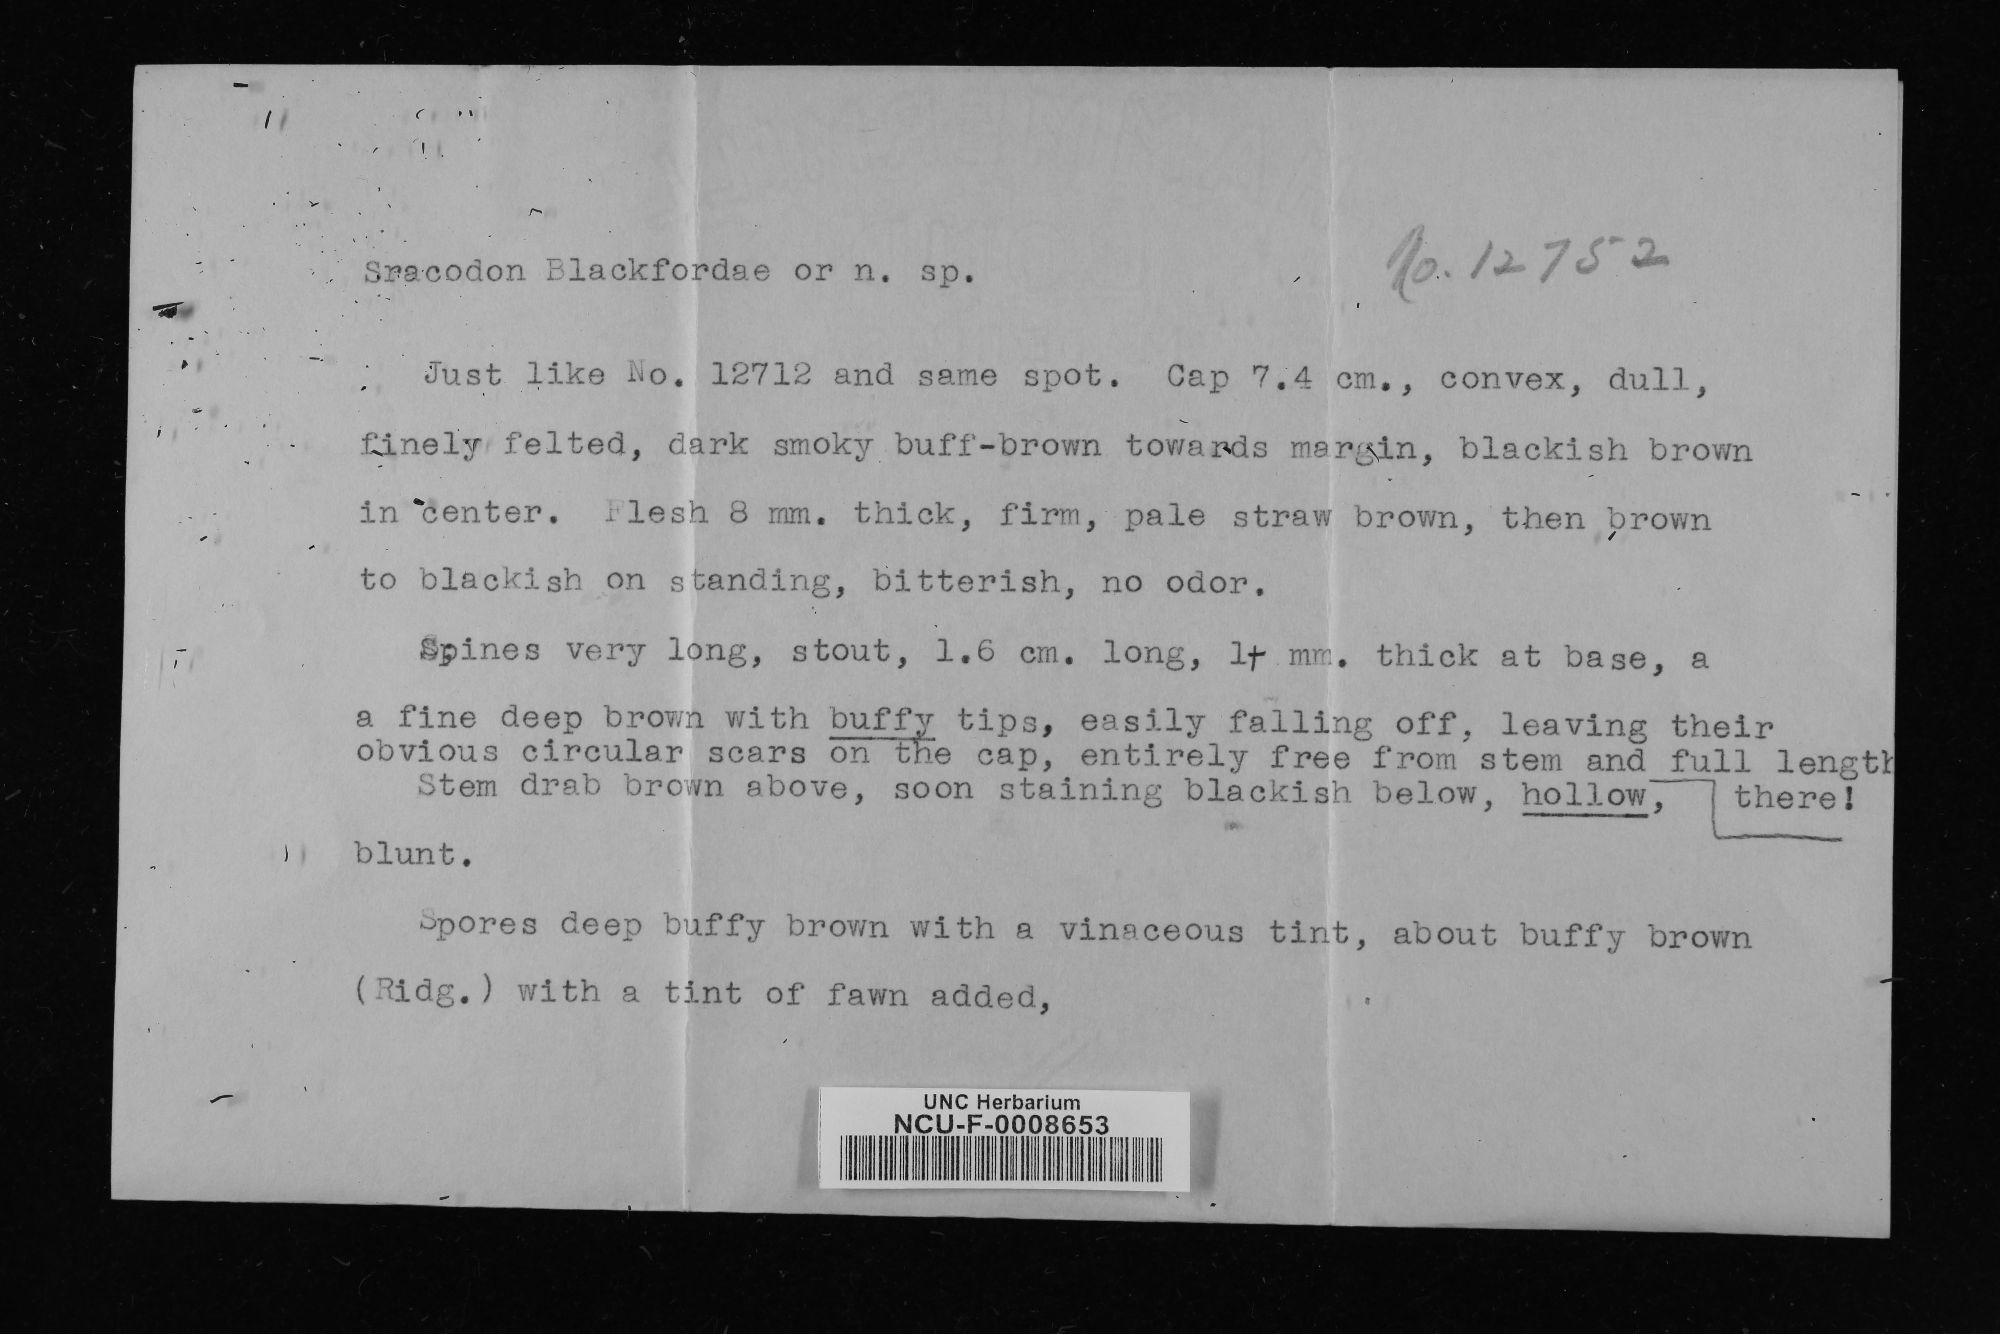 Sracodon Blackfordae or n. sp.
No. 12752
Just like No. 12712 and same spot. Cap 7.4 cm., convex, dull,
finely felted, dark smoky buff-brown towards margin, blackish brown
in center. Flesh 8 mm. thick, firm, pale straw brown, then brown
to blackish on standing, bitterish, no odor.
Spines very long, stout, 1.6 cm. long, 1+ mm. thick at base, a
a fine deep brown with buffy tips, easily falling off, leaving their
obvious circular scars on the cap, entirely free from stem and full length
there!
Stem drab brown above, soon staining blackish below, hollow,
blunt.
Spores deep buffy brown with a vinaceous tint, about buffy brown
(Ridg.) with a tint of fawn added,
UNC Herbarium
NCU-F-0008653